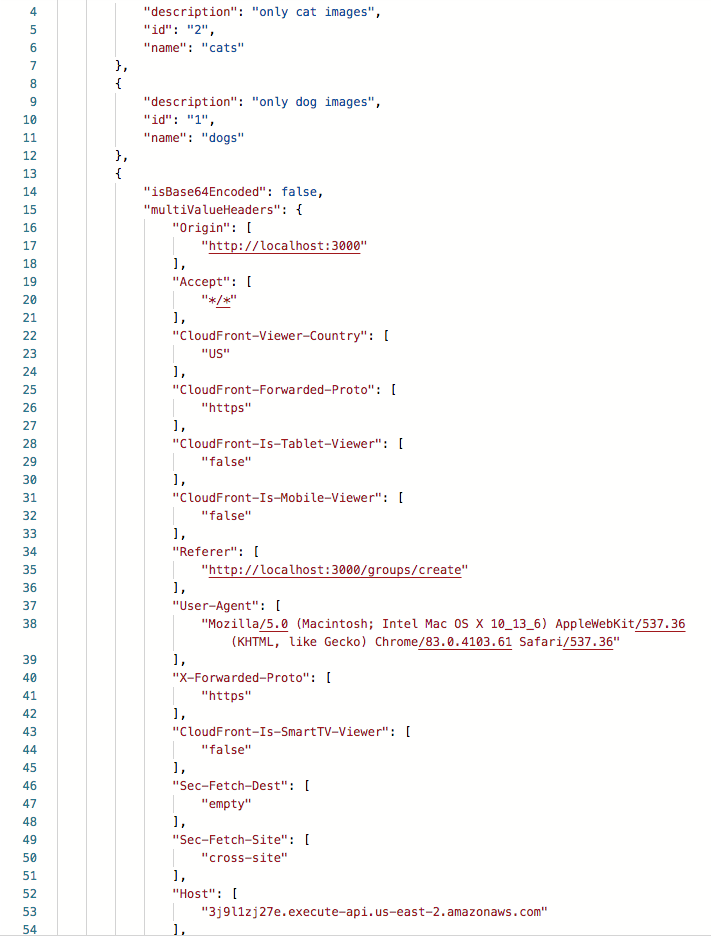 4 "description": "only cat images",
5 "id": "2",
6 "name": "cats"
7 },
8 {
9 "description": "only dog images",
10 "id": "1",
11 "name": "dogs"
12 },
13 {
14 "isBase64Encoded": false,
15 "multiValueHeaders": {
16 "Origin": [
17 "http://localhost:3000"
18 ],
19 "Accept": [
20 "*/*"
21 ],
22 "CloudFront-Viewer-Country": [
23 "US"
24 ],
25 "CloudFront-Forwarded-Proto": [
26 "https"
27 ],
28 "CloudFront-Is-Tablet-Viewer": [
29 "false"
30 ],
31 "CloudFront-Is-Mobile-Viewer": [
32 "false"
33 ],
34 "Referer": [
35 "http://localhost:3000/groups/create"
36 ],
37 "User-Agent": [
38 "Mozilla/5.0 (Macintosh; Intel Mac OS X 10_13_6) AppleWebKit/537.36
(KHTML, like Gecko) Chrome/83.0.4103.61 Safari/537.36"
39 ],
40 "X-Forwarded-Proto": [
41 "https"
42 ],
43 "CloudFront-Is-SmartTV-Viewer": [
44 "false"
45 ],
46 "Sec-Fetch-Dest": [
47 "empty"
48 ],
49 "Sec-Fetch-Site": [
50 "cross-site"
51 ],
52 "Host": [
53 "3j9l1zj27e.execute-api.us-east-2.amazonaws.com"
54 ],